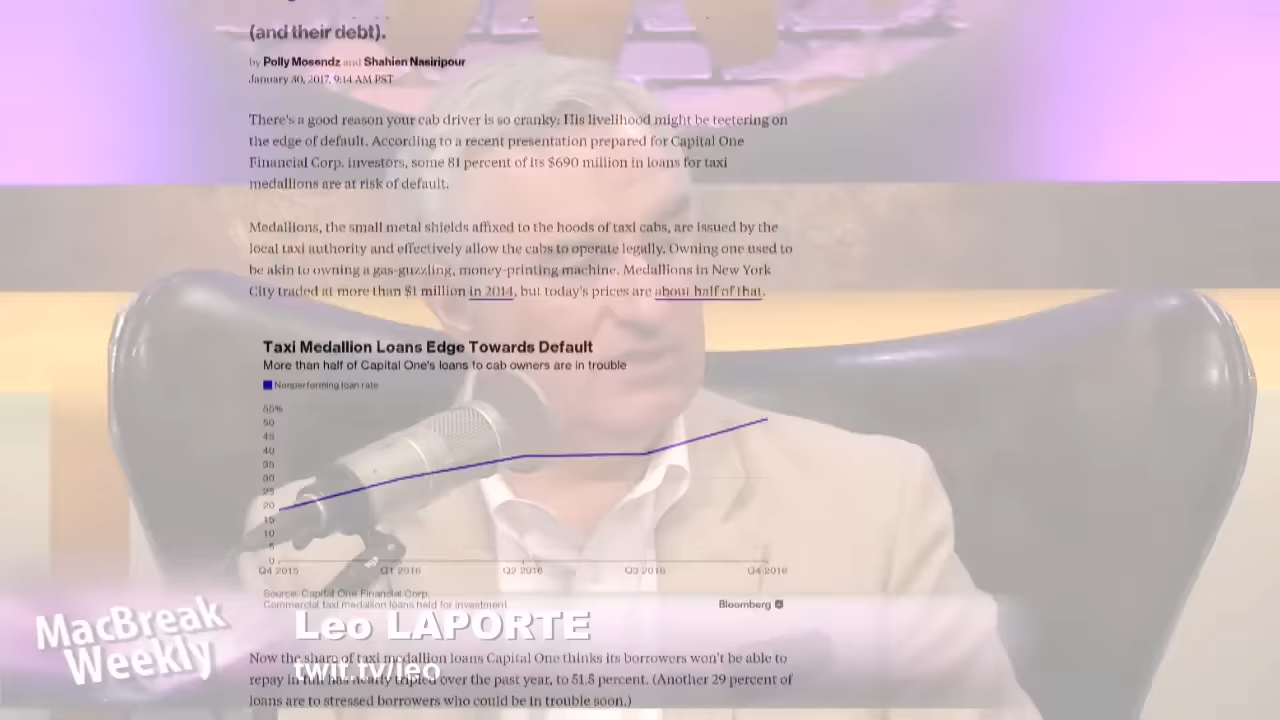 (and their debt).
by Polly Mosendz and Shahien Nasiripour
January 30, 2017, 9:14 AM PST
There's a good reason your cab driver is so cranky: His livelihood might be teetering on
the edge of default. According to a recent presentation prepared for Capital One
Financial Corp. investors, some 81 percent of its $690 million in loans for taxi
medallions are at risk of default.
Medallions, the small metal shields affixed to the hoods of taxi cabs, are issued by the
local taxi authority and effectively allow the cabs to operate legally. Owning one used to
be akin to owning a gas-guzzling, money-printing machine. Medallions in New York
City traded at more than $1 million in 2014, but today's prices are about half of that.
Taxi Medallion Loans Edge Towards Default
More than half of Capital One's loans to cab owners are in trouble
Nonperforming loan rate
55%
50
45
40
35
30
25
20
15
10
5
0
Q4 2015 Q1 2016 Q2 2016 Q3 2016 Q4 2016
Source: Capital One Financial Corp.
Commercial taxi medallion loans held for investment
Bloomberg
MacBreak
Weekly
Leo LAPORTE
twit.tv/leo
Now the share of taxi medallion loans Capital One thinks its borrowers won't be able to
repay in full has nearly tripled over the past year, to 51.5 percent. (Another 29 percent of
loans are to stressed borrowers who could be in trouble soon.)